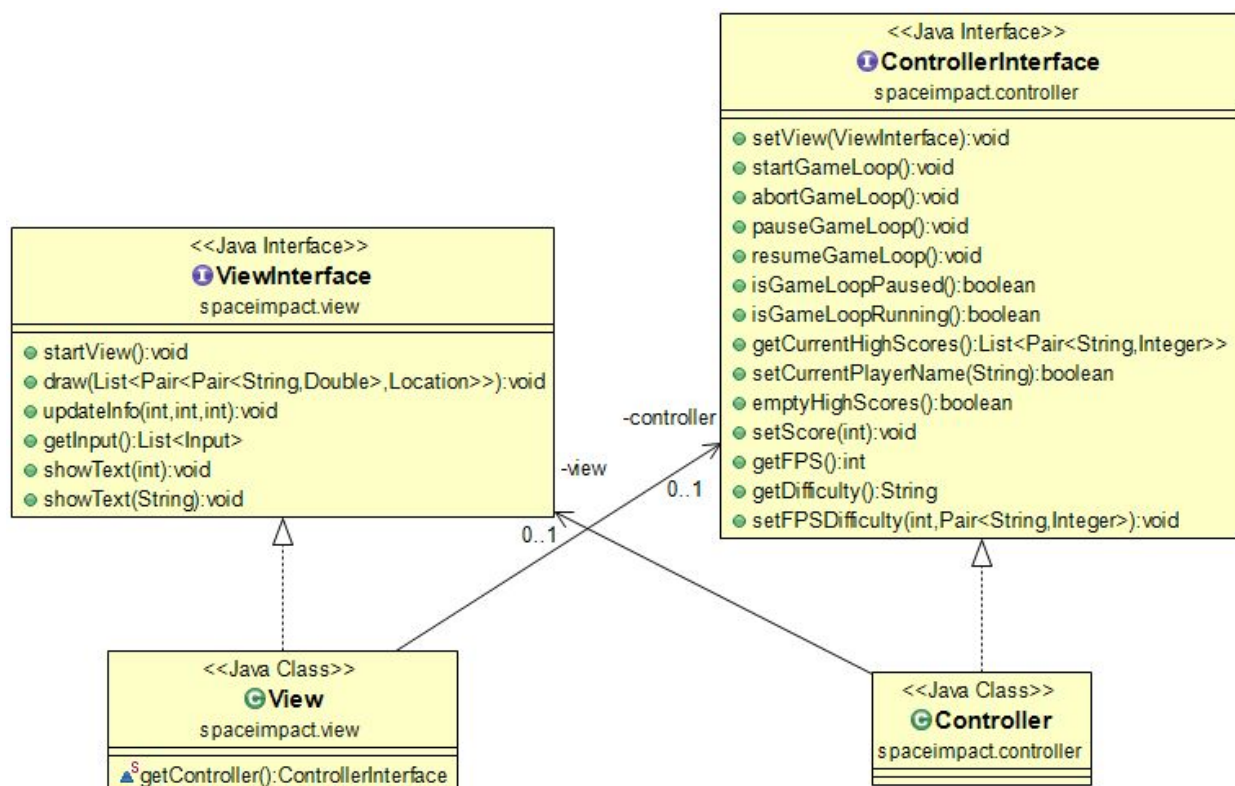 <<Java Interface>>
ControllerInterface
spaceimpact.controller
setView(ViewInterface):void
startGameLoop():void
abortGameLoop():void
pauseGameLoop():void
resumeGameLoop():void
isGameLoopPaused():boolean
isGameLoopRunning():boolean
getCurrentHighScores():List<Pair<String,Integer>>
setCurrentPlayerName(String):boolean
emptyHighScores():boolean
setScore(int):void
getFPS():int
getDifficulty():String
setFPSDifficulty(int,Pair<String,Integer>):void
<<Java Interface>>
ViewInterface
spaceimpact.view
startView():void
draw(List<Pair<Pair<String,Double>,Location>>):void
updateInfo(int,int,int):void
getInput():List<Input>
showText(int):void
showText(String):void
-controller
0..1
-view
0..1
<<Java Class>>
View
spaceimpact.view
getController():ControllerInterface
<<Java Class>>
Controller
spaceimpact.controller